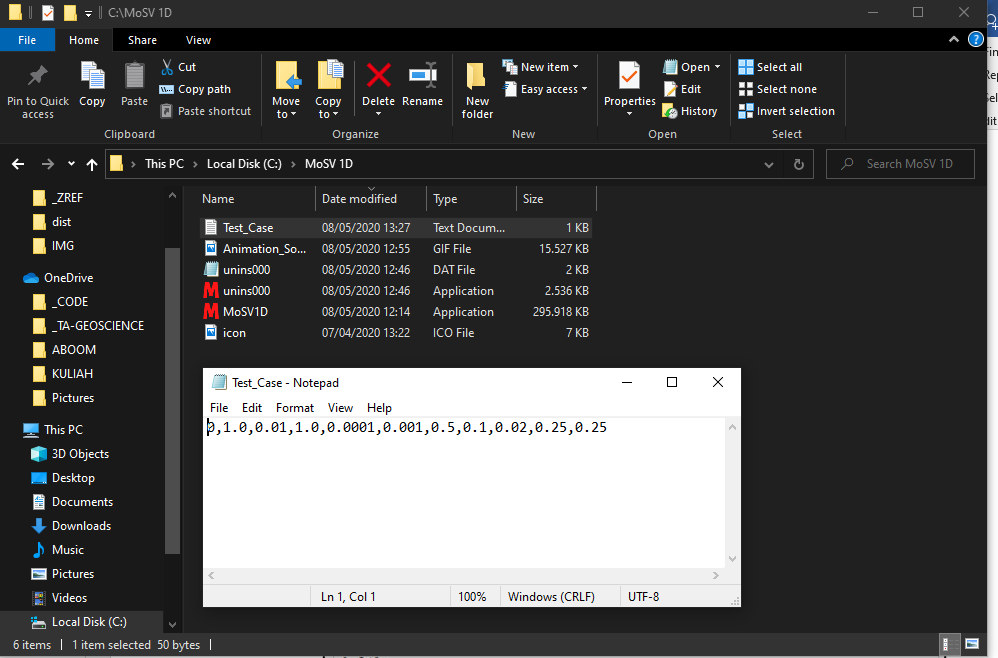 C:\MoSV 1D
File Home Share View
Pin to Quick access
Copy
Paste
Cut
Copy path
Paste shortcut
Clipboard
Move to
Copy to
Delete
Rename
Organize
New folder
New item
Easy access
New
Properties
Open
Edit
History
Open
Select all
Select none
Invert selection
Select
This PC > Local Disk (C:) > MoSV 1D
Search MoSV 1D
_ZREF
dist
IMG
OneDrive
_CODE
_TA-GEOSCIENCE
ABOOM
KULIAH
Pictures
This PC
3D Objects
Desktop
Documents
Downloads
Music
Pictures
Videos
Local Disk (C:)
Name Date modified Type Size
Test_Case 08/05/2020 13:27 Text Docum... 1 KB
Animation_So... 08/05/2020 12:55 GIF File 15.527 KB
unins000 08/05/2020 12:46 DAT File 2 KB
unins000 08/05/2020 12:46 Application 2.536 KB
MoSV1D 08/05/2020 12:14 Application 295.918 KB
icon 07/04/2020 13:22 ICO File 7 KB
Test_Case - Notepad
File Edit Format View Help
0,1.0,0.01,1.0,0.0001,0.001,0.5,0.1,0.02,0.25,0.25
Ln 1, Col 1 100% Windows (CRLF) UTF-8
6 items 1 item selected 50 bytes